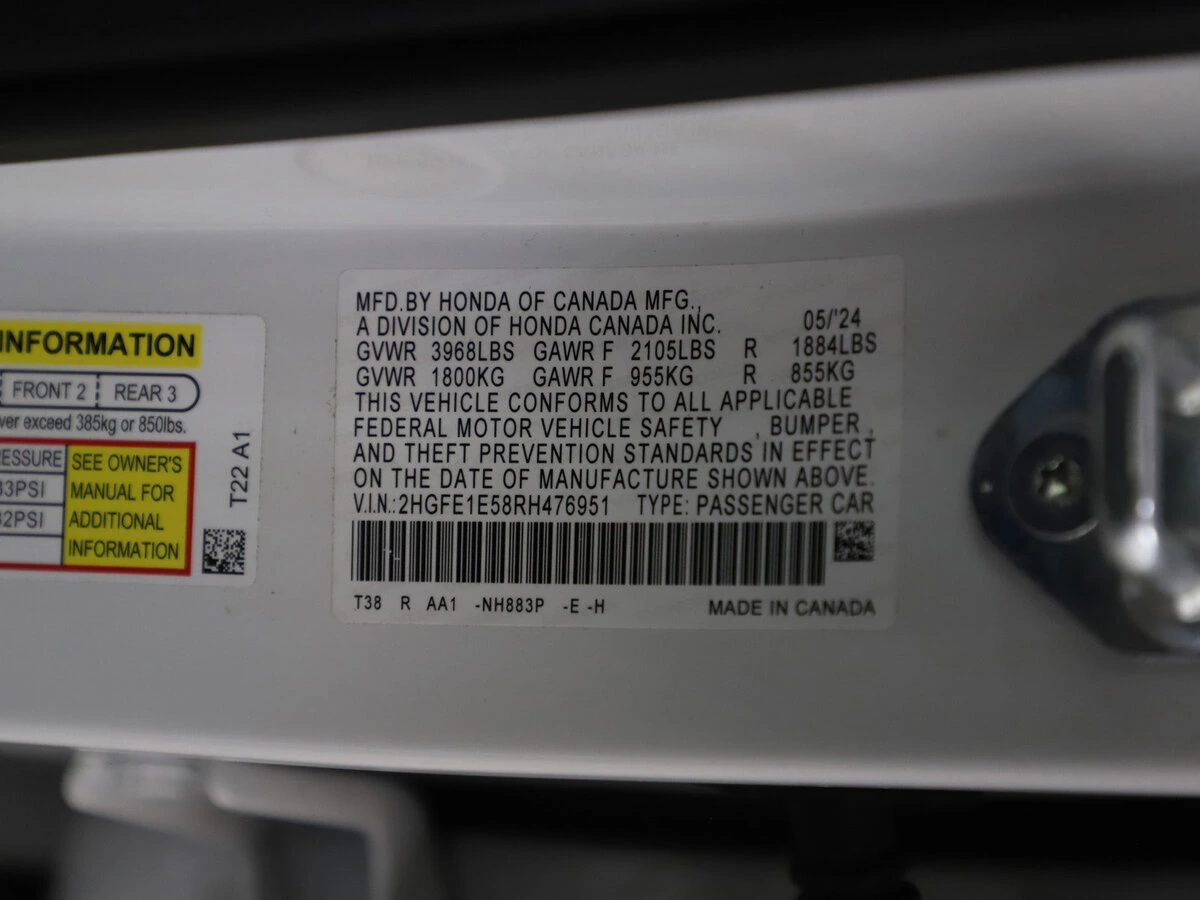 INFORMATION
FRONT 2 REAR 3
exceed 385kg or 850lbs.
SEE OWNER'S
MANUAL FOR
ADDITIONAL
INFORMATION
T22 A1
MFD.BY HONDA OF CANADA MFG.,
A DIVISION OF HONDA CANADA INC. 05/'24
GVWR 3968LBS GAWR F 2105LBS R 1884LBS
GVWR 1800KG GAWR F 955KG R 855KG
THIS VEHICLE CONFORMS TO ALL APPLICABLE
FEDERAL MOTOR VEHICLE SAFETY , BUMPER ,
AND THEFT PREVENTION STANDARDS IN EFFECT
ON THE DATE OF MANUFACTURE SHOWN ABOVE.
V.I.N.:2HGFE1E58RH476951 TYPE: PASSENGER CAR
T38 R AA1 -NH883P -E -H MADE IN CANADA